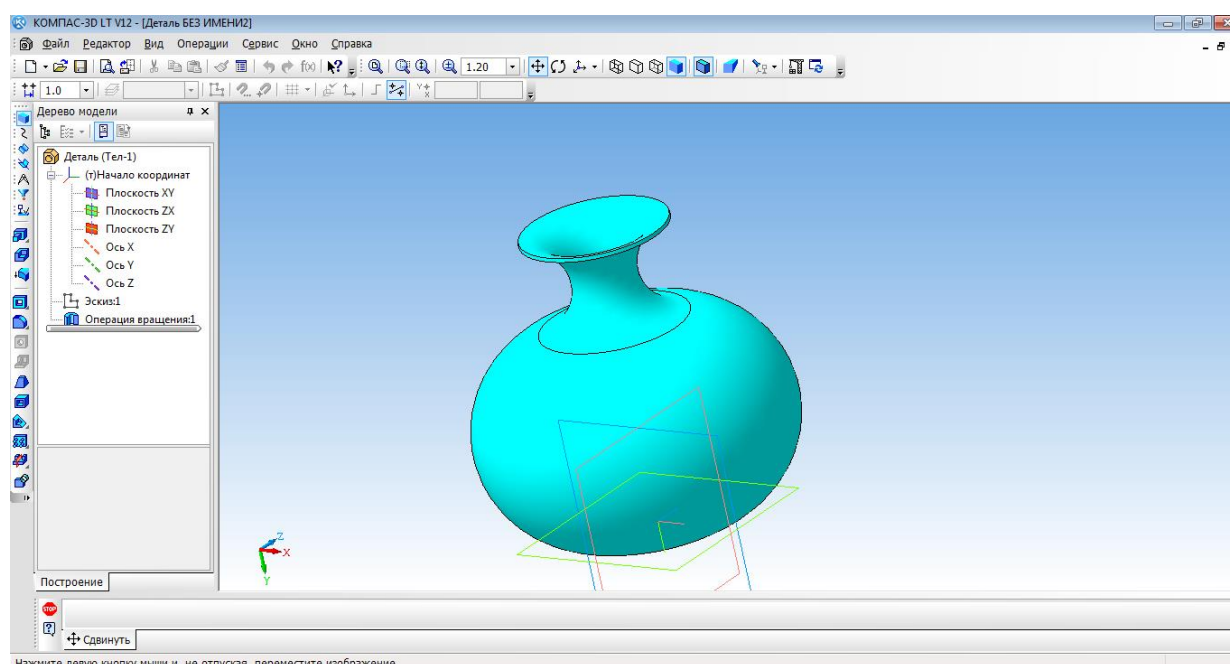 КОМПАС-3D LT V12 - [Деталь БЕЗ ИМЕНИ2]
Файл Редактор Вид Операции Сервис Окно Справка
1.20
1.0
Дерево модели
Деталь (Тел-1)
(т)Начало координат
Плоскость XY
Плоскость ZX
Плоскость ZY
Ось X
Ось Y
Ось Z
Эскиз:1
Операция вращения:1
Z
X
Y
Построение
STOP
Сдвинуть
Нажмите левую кнопку мыши и, не отпуская, переместите изображение